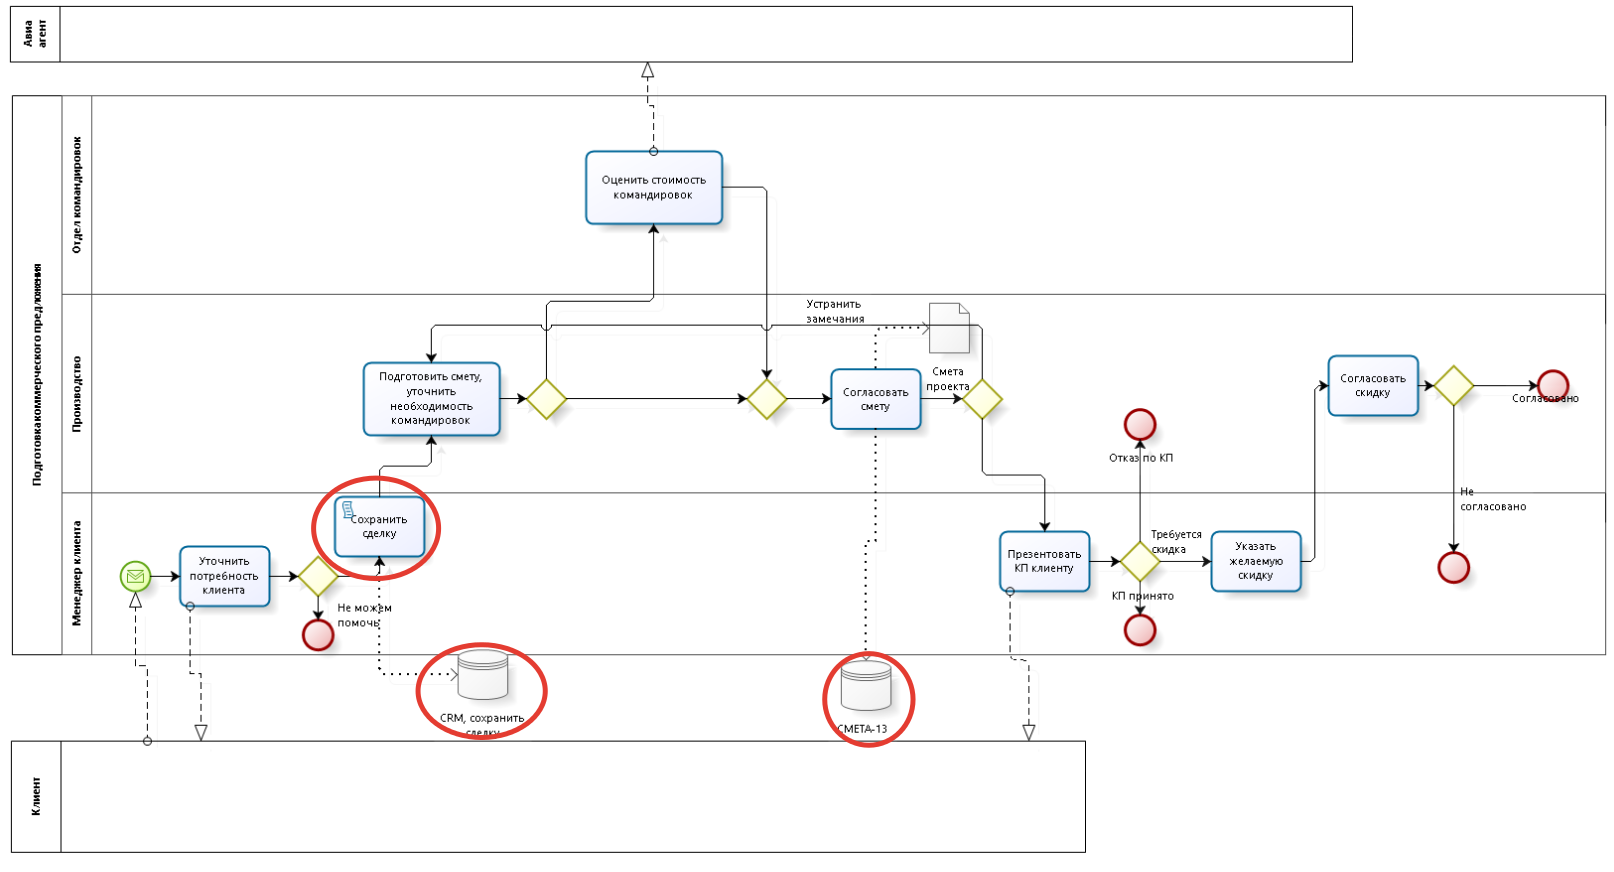 Авиа
агент
Подготовка коммерческого предложения
Отдел командировок
Оценить стоимость
командировок
Производство
Устранить
замечания
Подготовить смету,
уточнить
необходимость
командировок
Согласовать
смету
Смета
проекта
Согласовать
скидку
Согласовано
Отказ по КП
Не
согласовано
Менеджер клиента
Сохранить
сделку
Уточнить
потребность
клиента
Не можем
помочь
Презентовать
КП клиенту
Требуется
скидка
Указать
желаемую
скидку
КП принято
CRM, сохранить
сделку
СМЕТА-13
Клиент